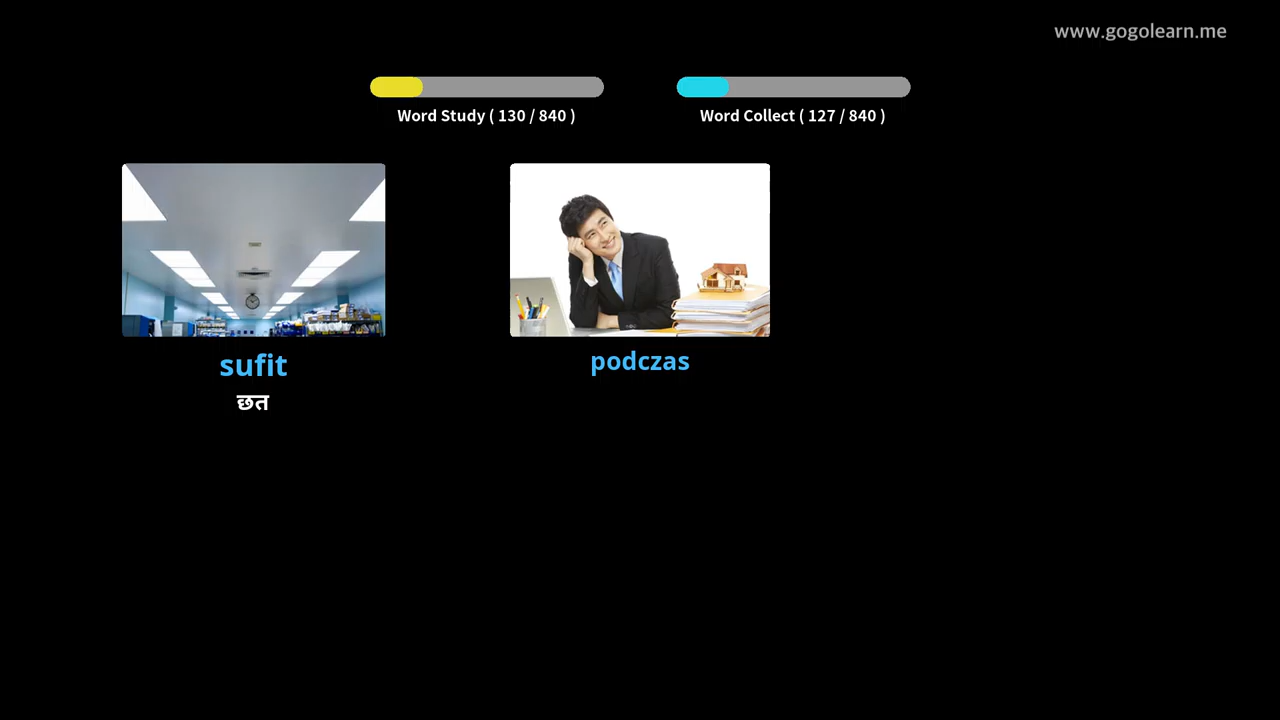 www.gogolearn.me
Word Study ( 130 / 840 )
Word Collect ( 127 / 840 )
sufit
छत
podczas